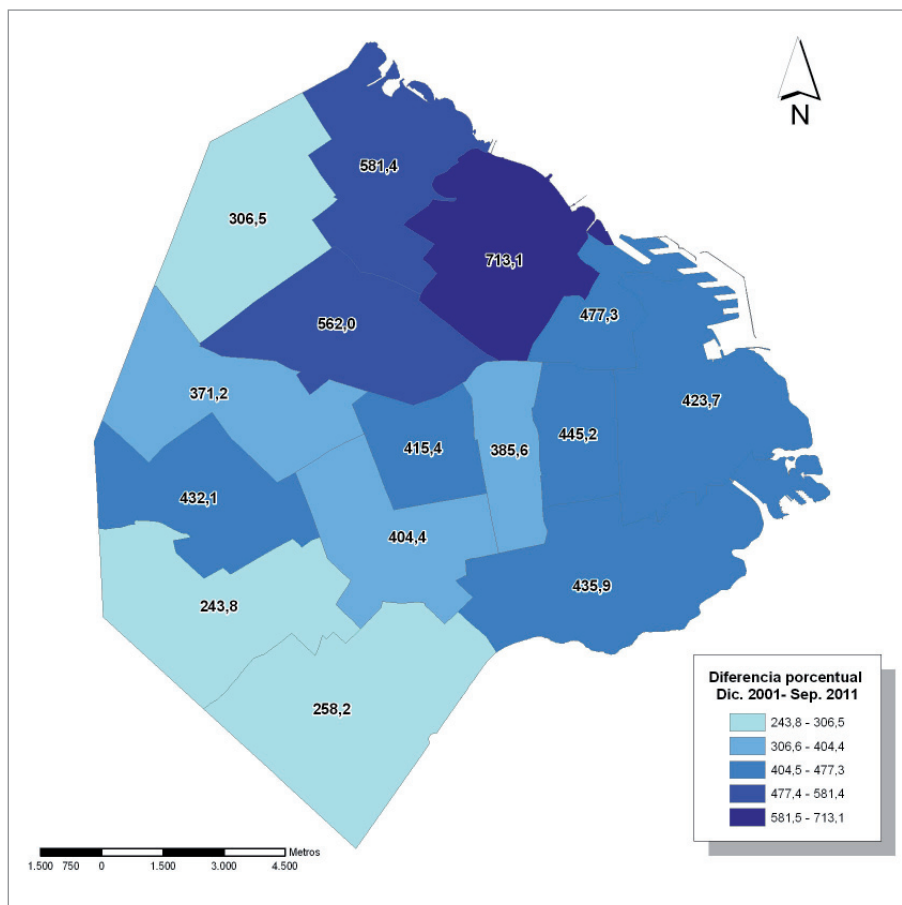 N
581,4
306,5
713,1
562,0
477,3
371,2
423,7
415,4
385,6
445,2
432,1
404,4
435,9
243,8
258,2
Diferencia porcentual
Dic. 2001- Sep. 2011
243,8 - 306,5
306,6 - 404,4
404,5 - 477,3
477,4 - 581,4
581,5 - 713,1
Metros
1.500 750 0 1.500 3.000 4.500